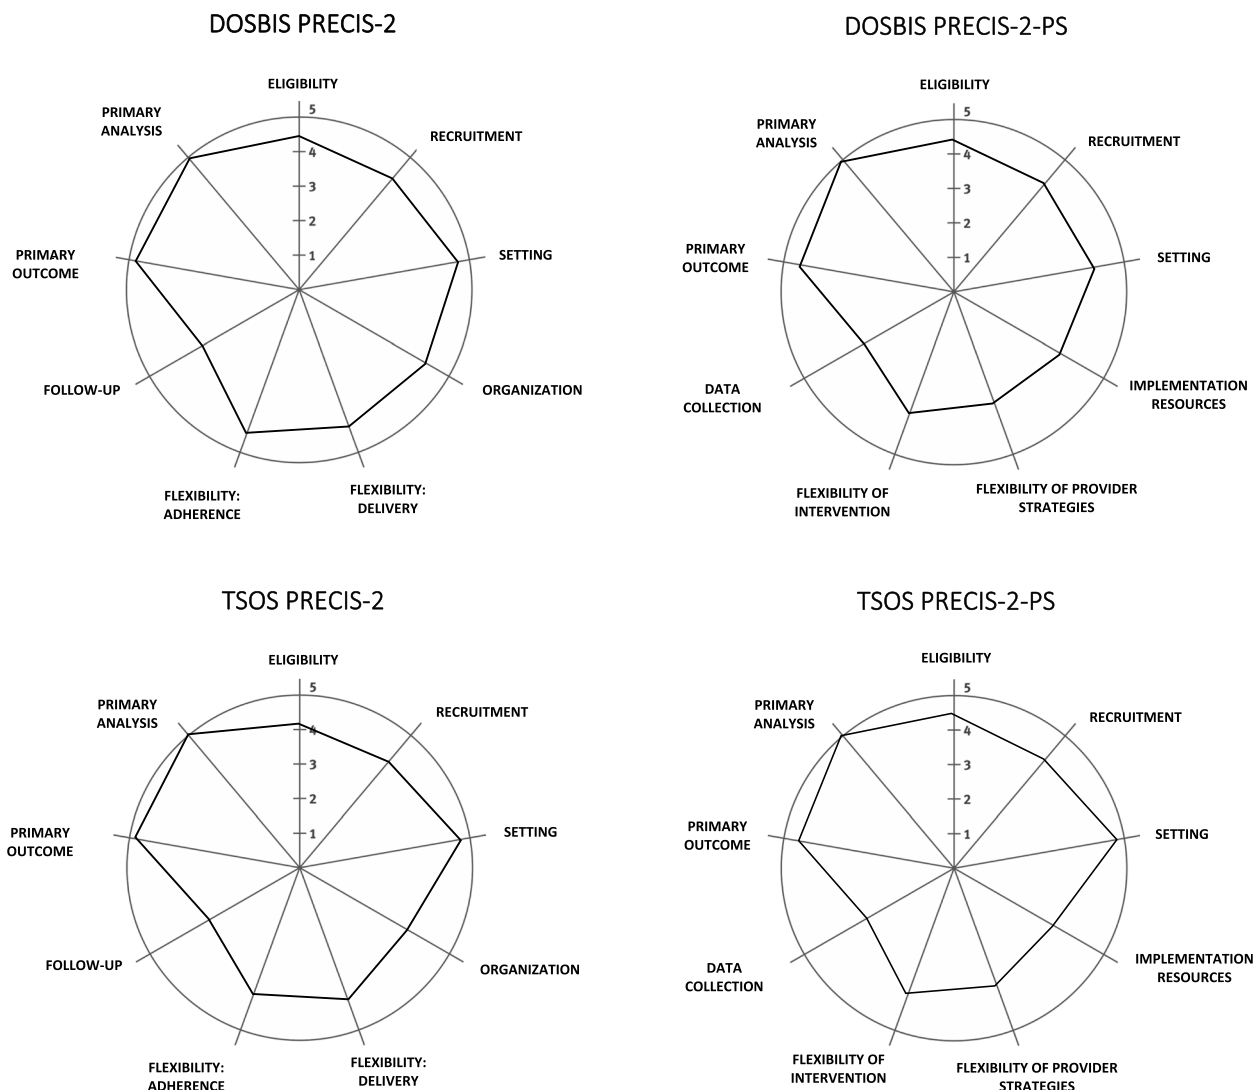 DOSBIS PRECIS-2
ELIGIBILITY
PRIMARY
ANALYSIS
RECRUITMENT
5
4
3
2
1
PRIMARY
OUTCOME
SETTING
FOLLOW-UP
ORGANIZATION
FLEXIBILITY:
ADHERENCE
FLEXIBILITY:
DELIVERY
DOSBIS PRECIS-2-PS
ELIGIBILITY
PRIMARY
ANALYSIS
RECRUITMENT
5
4
3
2
1
PRIMARY
OUTCOME
SETTING
DATA
COLLECTION
IMPLEMENTATION
RESOURCES
FLEXIBILITY OF
INTERVENTION
FLEXIBILITY OF PROVIDER
STRATEGIES
TSOS PRECIS-2
ELIGIBILITY
PRIMARY
ANALYSIS
RECRUITMENT
5
4
3
2
1
PRIMARY
OUTCOME
SETTING
FOLLOW-UP
ORGANIZATION
FLEXIBILITY:
ADHERENCE
FLEXIBILITY:
DELIVERY
TSOS PRECIS-2-PS
ELIGIBILITY
PRIMARY
ANALYSIS
RECRUITMENT
5
4
3
2
1
PRIMARY
OUTCOME
SETTING
DATA
COLLECTION
IMPLEMENTATION
RESOURCES
FLEXIBILITY OF
INTERVENTION
FLEXIBILITY OF PROVIDER
STRATEGIES